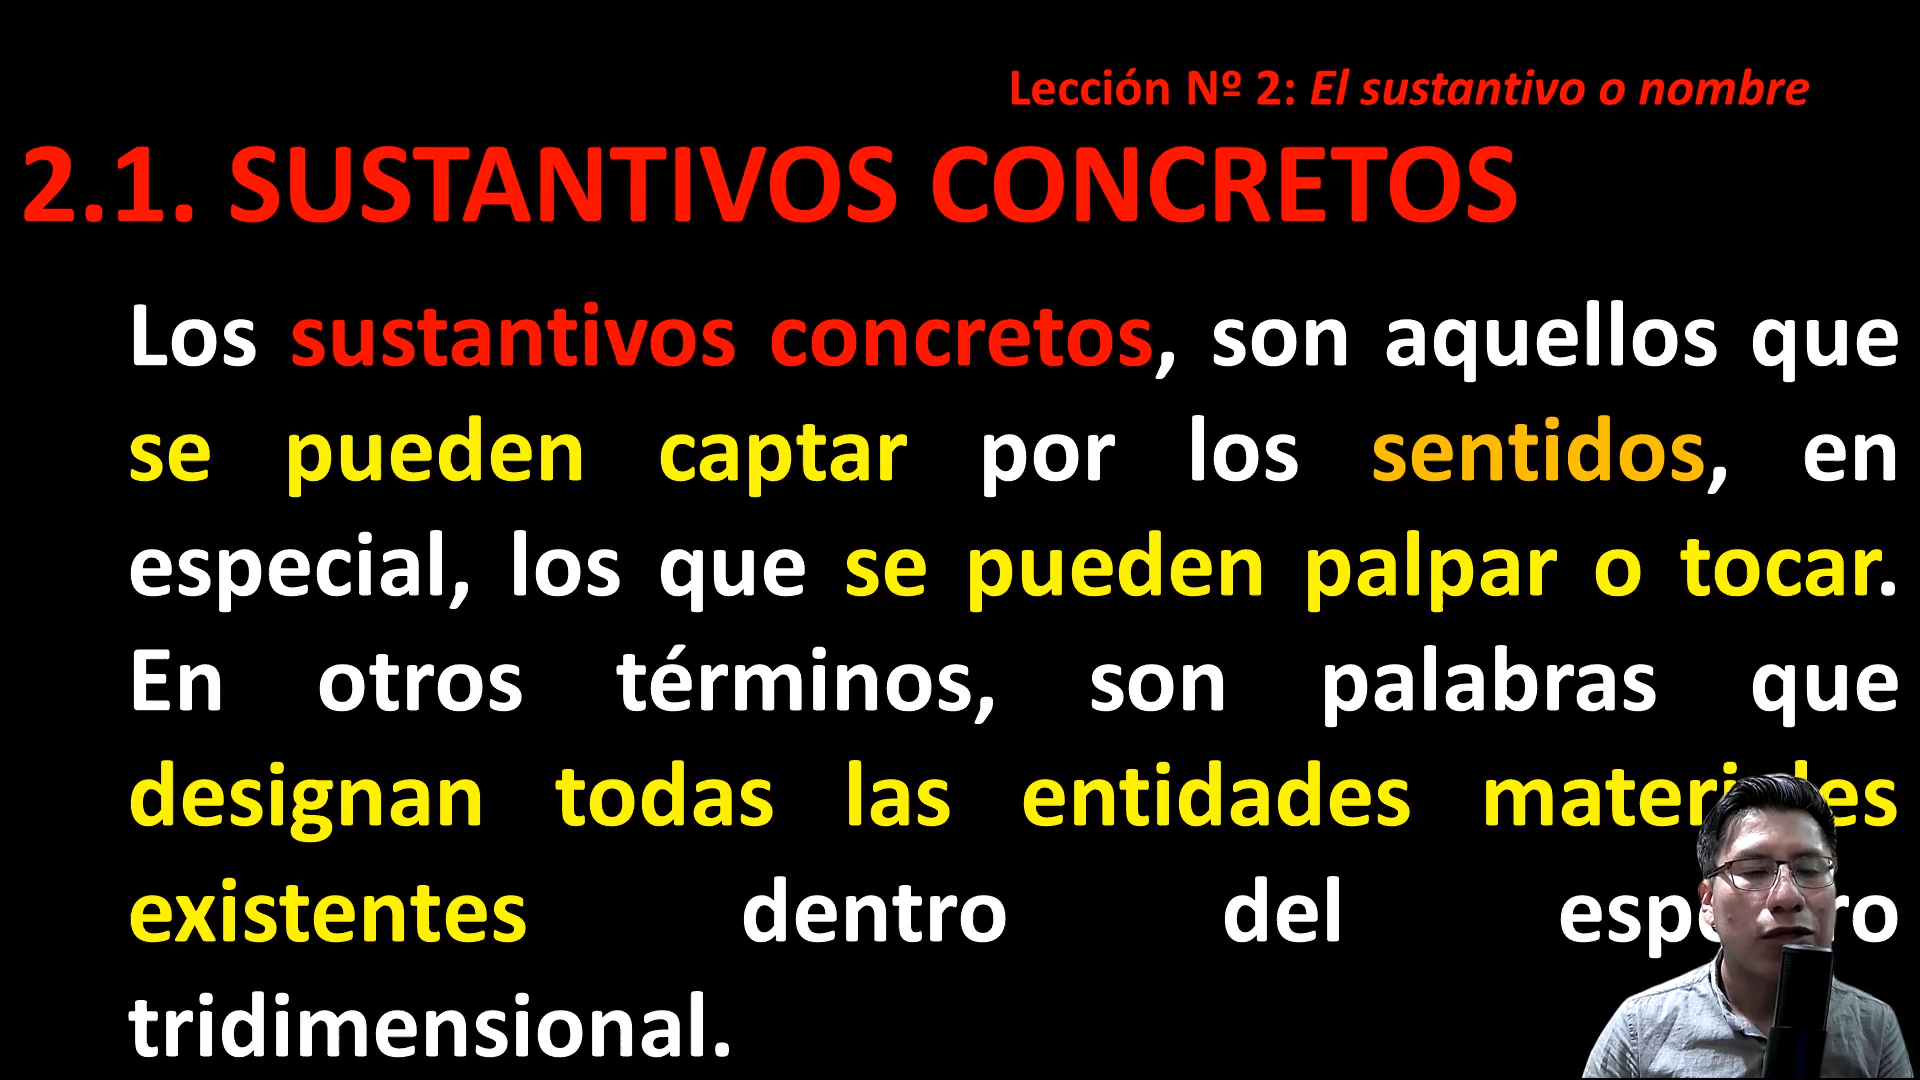 Lección Nº 2: El sustantivo o nombre
2.1. SUSTANTIVOS CONCRETOS
Los sustantivos concretos, son aquellos que
se pueden captar por los sentidos, en
especial, los que se pueden palpar o tocar.
En otros términos, son palabras que
designan todas las entidades materiales
existentes dentro del
tridimensional.